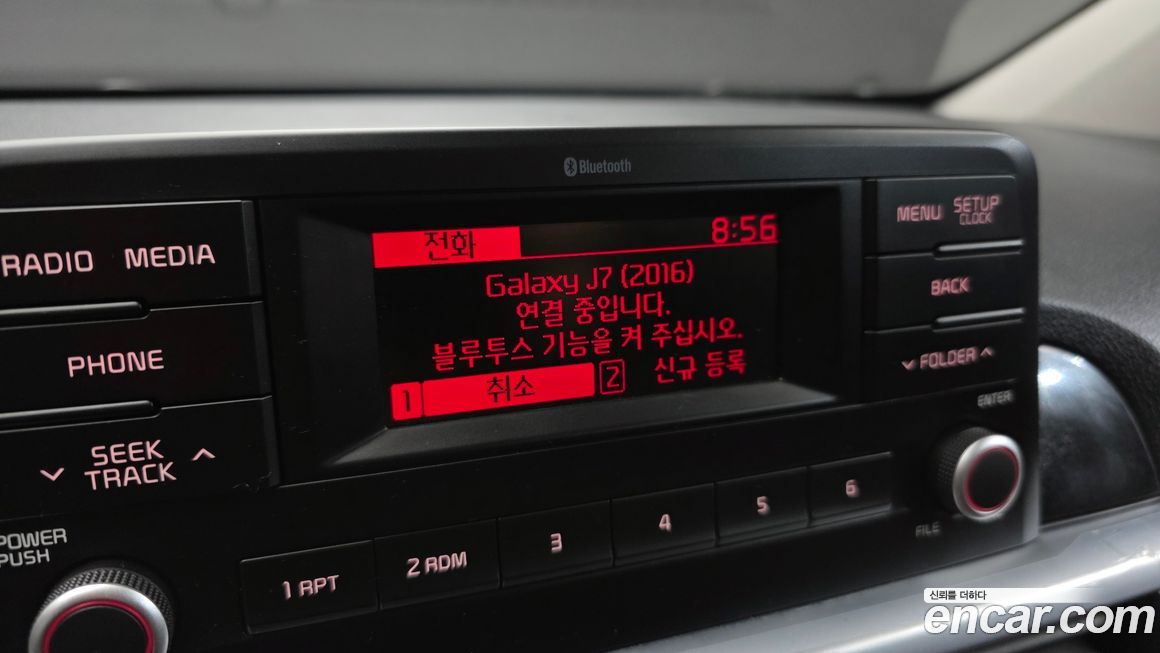 Bluetooth
RADIO MEDIA
전화 8:56
MENU SETUP
CLOCK
Galaxy J7 (2016)
연결 중입니다.
블루투스 기능을 켜 주십시오.
1 취소 2 신규 등록
BACK
PHONE
FOLDER
SEEK
TRACK
ENTER
POWER
PUSH
1 RPT 2 RDM 3 4 5 6
FILE
신뢰를 더하다
encar.com